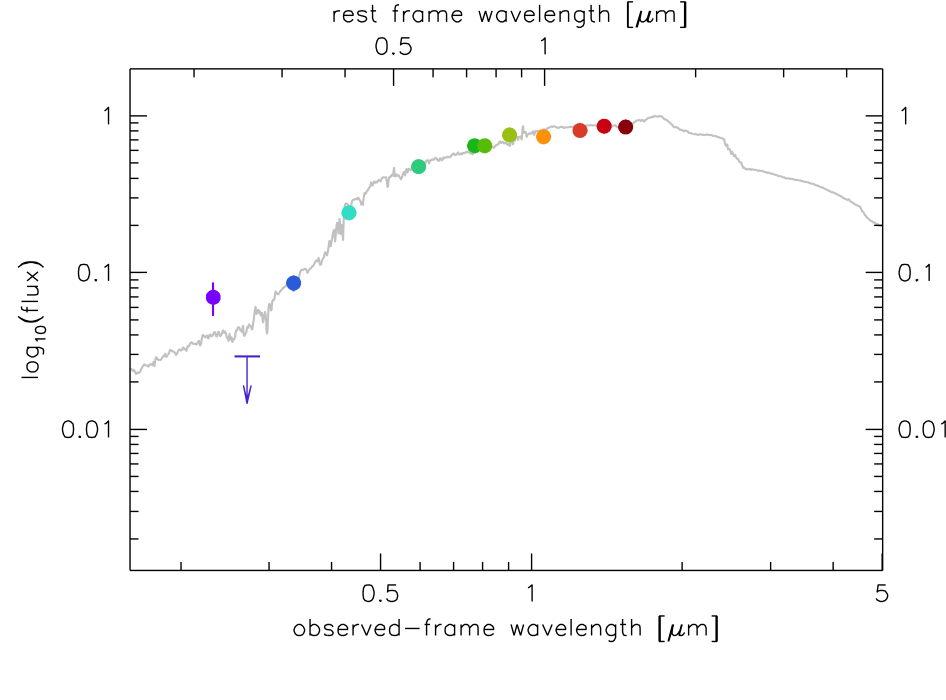 rest frame wavelength [μm]
0.5 1
1 1
0.1 0.1
0.01 0.01
log10(flux)
0.5 1 5
observed-frame wavelength [μm]